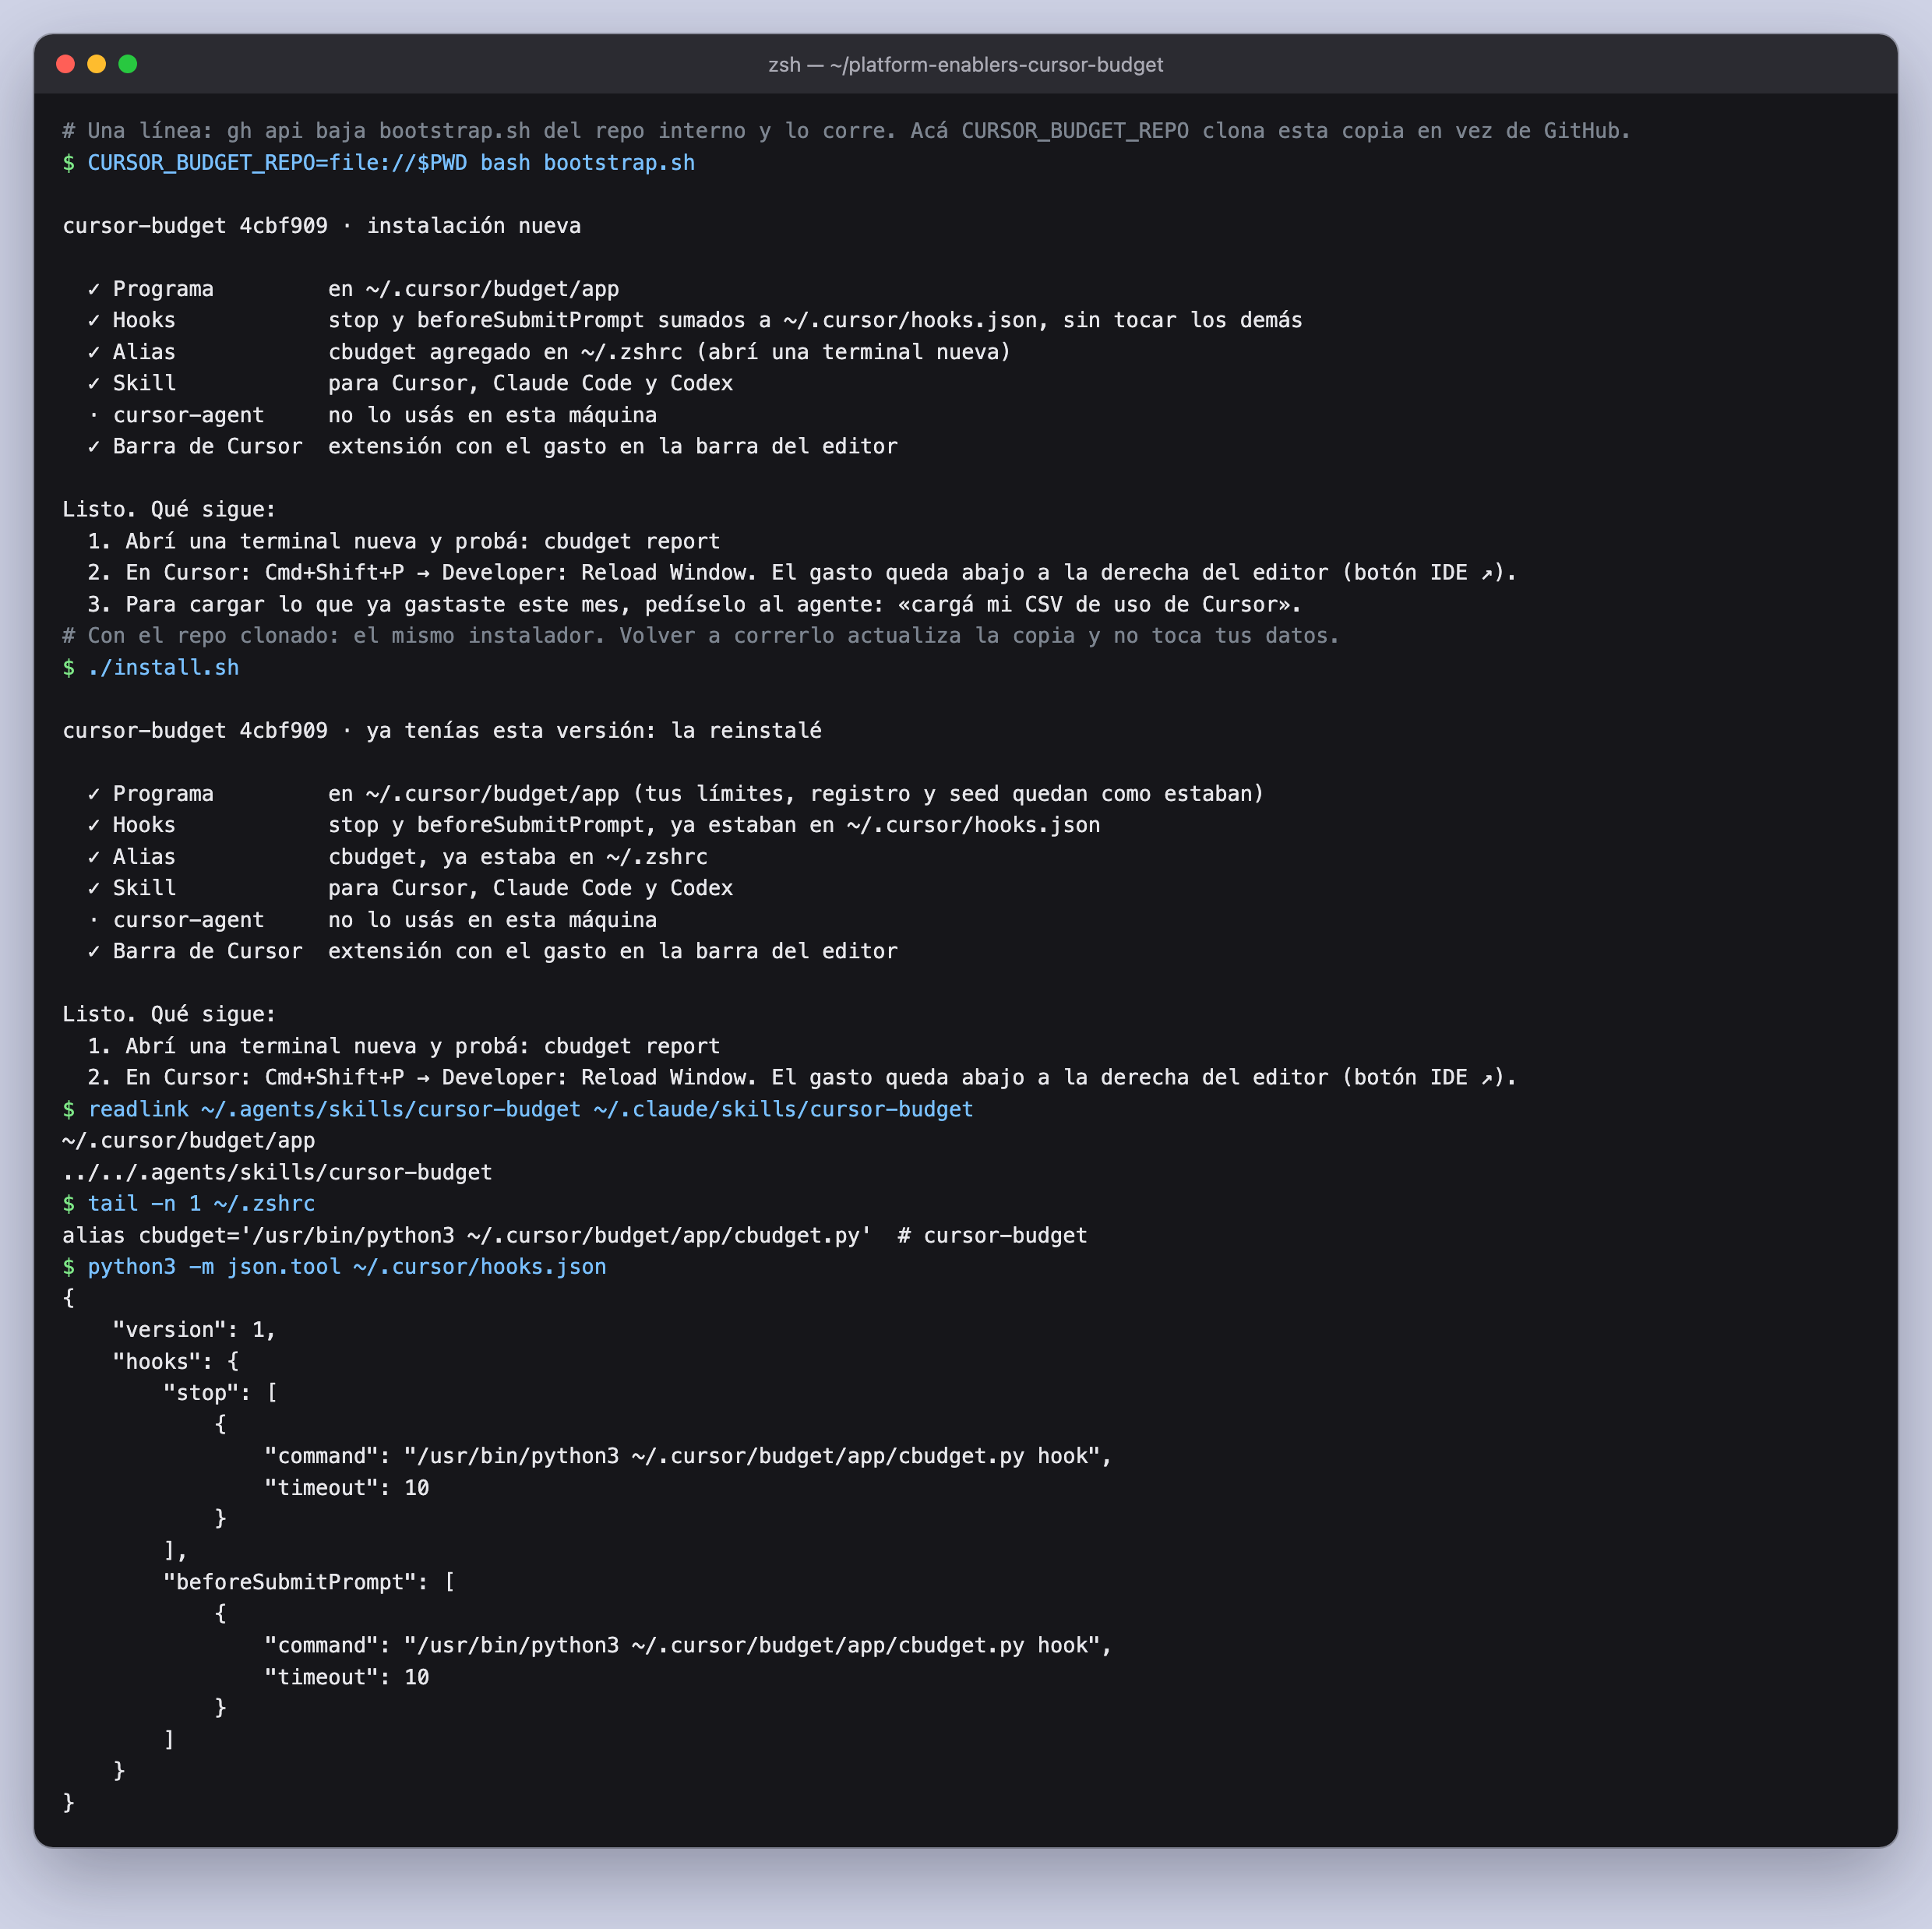 zsh — ~/platform-enablers-cursor-budget
# Una línea: gh api baja bootstrap.sh del repo interno y lo corre. Acá CURSOR_BUDGET_REPO clona esta copia en vez de GitHub.
$ CURSOR_BUDGET_REPO=file://$PWD bash bootstrap.sh
cursor-budget 4cbf909 · instalación nueva
✓ Programa en ~/.cursor/budget/app
✓ Hooks stop y beforeSubmitPrompt sumados a ~/.cursor/hooks.json, sin tocar los demás
✓ Alias cbudget agregado en ~/.zshrc (abrí una terminal nueva)
✓ Skill para Cursor, Claude Code y Codex
· cursor-agent no lo usás en esta máquina
✓ Barra de Cursor extensión con el gasto en la barra del editor
Listo. Qué sigue:
1. Abrí una terminal nueva y probá: cbudget report
2. En Cursor: Cmd+Shift+P → Developer: Reload Window. El gasto queda abajo a la derecha del editor (botón IDE ↗).
3. Para cargar lo que ya gastaste este mes, pedíselo al agente: «cargá mi CSV de uso de Cursor».
# Con el repo clonado: el mismo instalador. Volver a correrlo actualiza la copia y no toca tus datos.
$ ./install.sh
cursor-budget 4cbf909 · ya tenías esta versión: la reinstalé
✓ Programa en ~/.cursor/budget/app (tus límites, registro y seed quedan como estaban)
✓ Hooks stop y beforeSubmitPrompt, ya estaban en ~/.cursor/hooks.json
✓ Alias cbudget, ya estaba en ~/.zshrc
✓ Skill para Cursor, Claude Code y Codex
· cursor-agent no lo usás en esta máquina
✓ Barra de Cursor extensión con el gasto en la barra del editor
Listo. Qué sigue:
1. Abrí una terminal nueva y probá: cbudget report
2. En Cursor: Cmd+Shift+P → Developer: Reload Window. El gasto queda abajo a la derecha del editor (botón IDE ↗).
$ readlink ~/.agents/skills/cursor-budget ~/.claude/skills/cursor-budget
~/.cursor/budget/app
../../.agents/skills/cursor-budget
$ tail -n 1 ~/.zshrc
alias cbudget='/usr/bin/python3 ~/.cursor/budget/app/cbudget.py'  # cursor-budget
$ python3 -m json.tool ~/.cursor/hooks.json
{
    "version": 1,
    "hooks": {
        "stop": [
            {
                "command": "/usr/bin/python3 ~/.cursor/budget/app/cbudget.py hook",
                "timeout": 10
            }
        ],
        "beforeSubmitPrompt": [
            {
                "command": "/usr/bin/python3 ~/.cursor/budget/app/cbudget.py hook",
                "timeout": 10
            }
        ]
    }
}